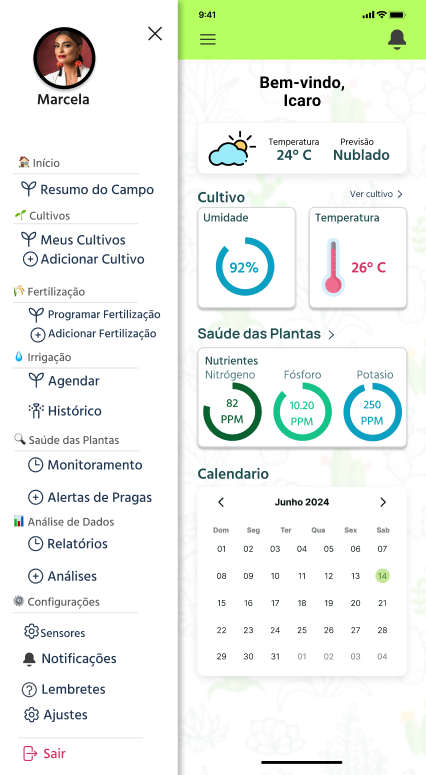 Marcela
🏠 Início
Resumo do Campo
🌱 Cultivos
Meus Cultivos
Adicionar Cultivo
🌾 Fertilização
Programar Fertilização
Adicionar Fertilização
💧 Irrigação
Agendar
Histórico
🔍 Saúde das Plantas
Monitoramento
Alertas de Pragas
📊 Análise de Dados
Relatórios
Análises
⚙️ Configurações
Sensores
Notificações
Lembretes
Ajustes
Sair
9:41
Bem-vindo,
Icaro
Temperatura
24° C
Previsão
Nublado
Cultivo
Ver cultivo
Umidade
92%
Temperatura
26° C
Saúde das Plantas
Nutrientes
Nitrógeno Fósforo Potasio
82
PPM
10.20
PPM
250
PPM
Calendario
Junho 2024
Dom Seg Ter Qua Sex Sab
01 02 03 04 05 06 07
08 09 10 11 12 13 14
15 16 17 18 19 20 21
22 23 24 25 26 27 28
29 30 31 01 02 03 04